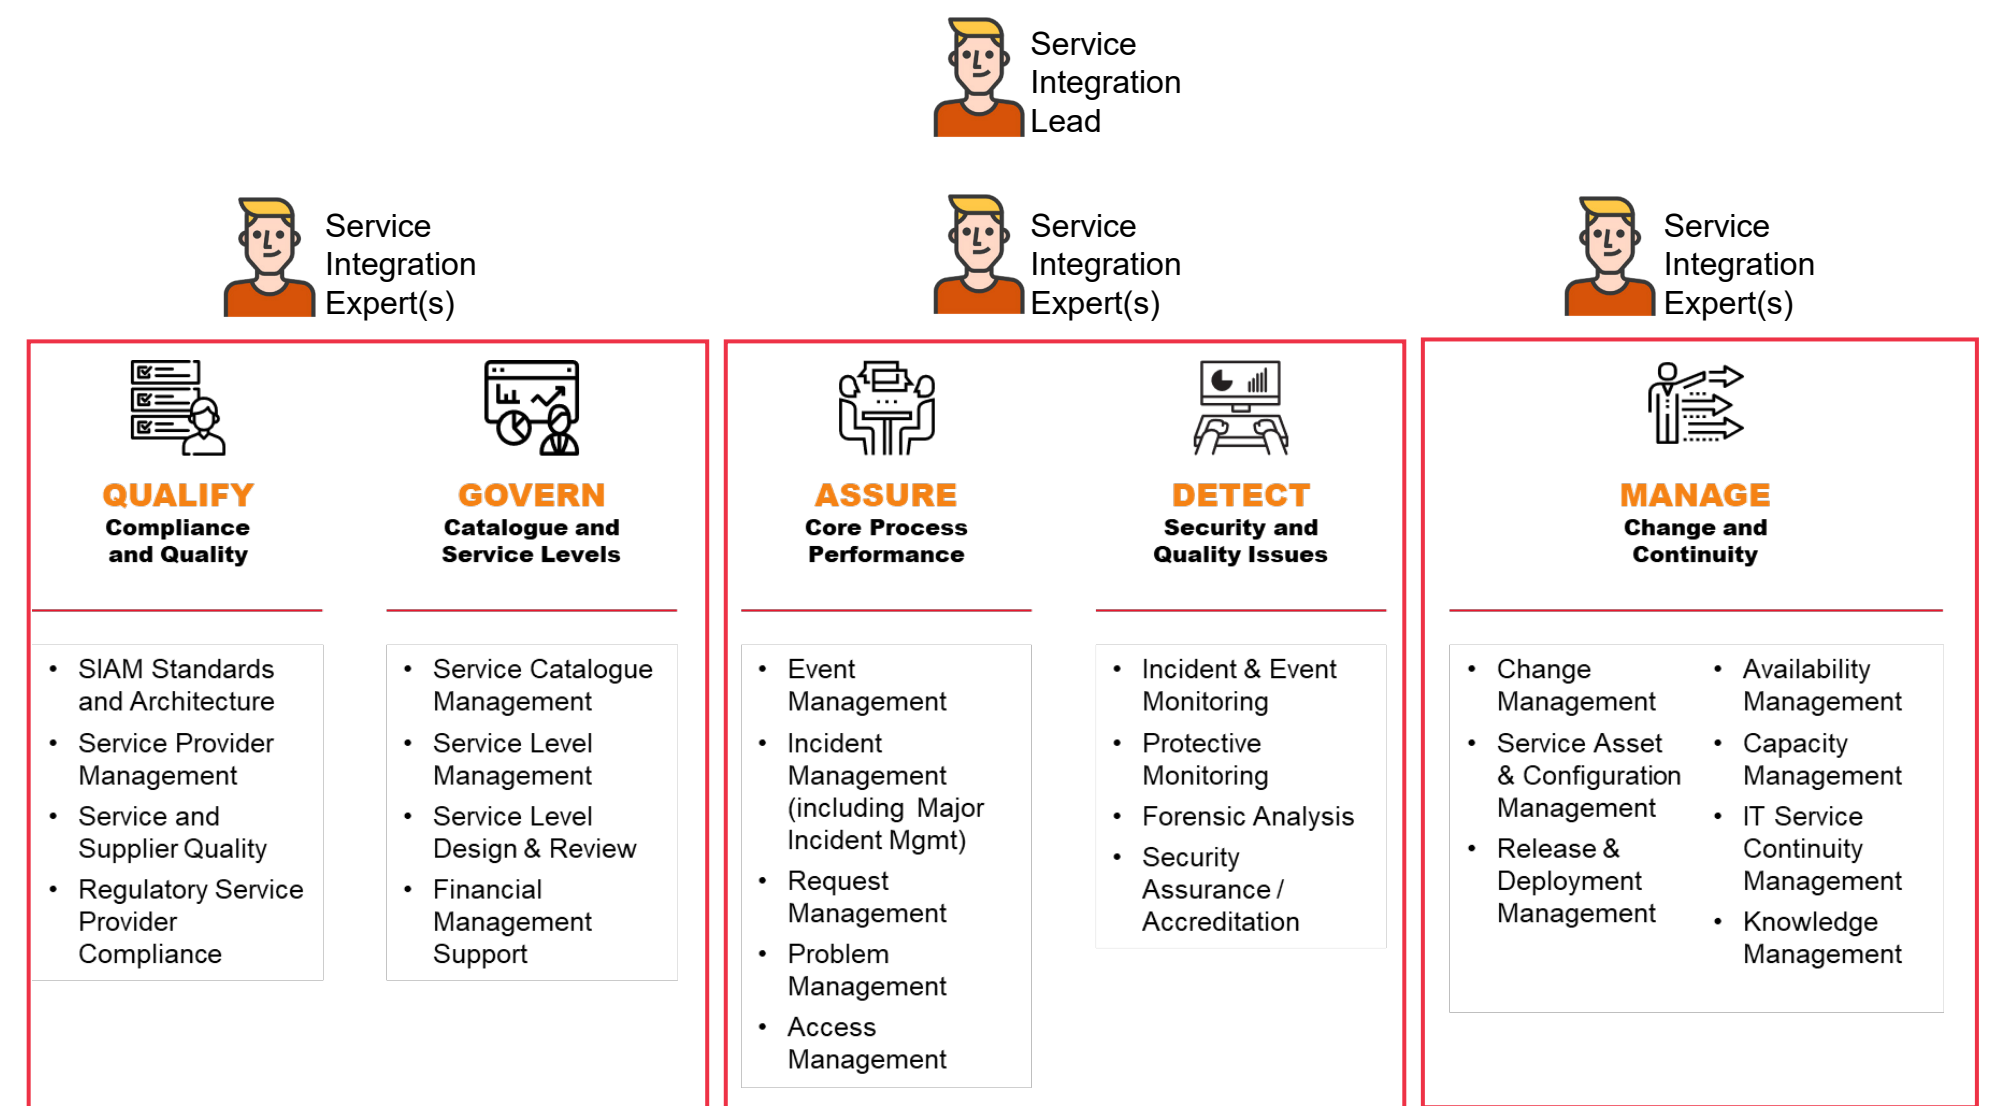 Service
Integration
Lead
Service
Integration
Expert(s)
Service
Integration
Expert(s)
Service
Integration
Expert(s)
QUALIFY
Compliance
and Quality
• SIAM Standards
and Architecture
• Service Provider
Management
• Service and
Supplier Quality
• Regulatory Service
Provider
Compliance
GOVERN
Catalogue and
Service Levels
• Service Catalogue
Management
• Service Level
Management
• Service Level
Design & Review
• Financial
Management
Support
ASSURE
Core Process
Performance
• Event
Management
• Incident
Management
(including Major
Incident Mgmt)
• Request
Management
• Problem
Management
• Access
Management
DETECT
Security and
Quality Issues
• Incident & Event
Monitoring
• Protective
Monitoring
• Forensic Analysis
• Security
Assurance /
Accreditation
MANAGE
Change and
Continuity
• Change
Management
• Service Asset
& Configuration
Management
• Release &
Deployment
Management
• Availability
Management
• Capacity
Management
• IT Service
Continuity
Management
• Knowledge
Management